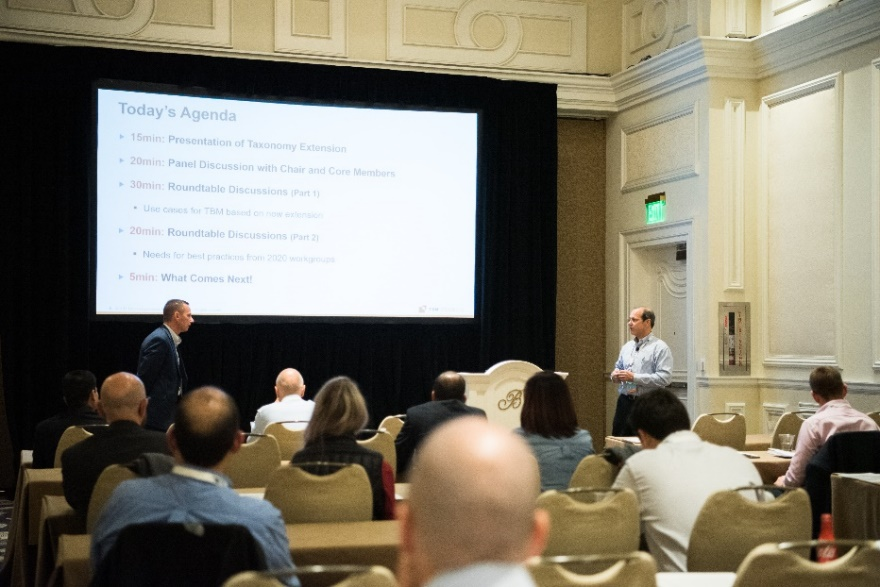 Today's Agenda
15min: Presentation of Taxonomy Extension
20min: Panel Discussion with Chair and Core Members
30min: Roundtable Discussions (Part 1)
Use cases for TBM based on new extension
20min: Roundtable Discussions (Part 2)
Needs for best practices from 2020 workgroups
5min: What Comes Next!
EXIT
B